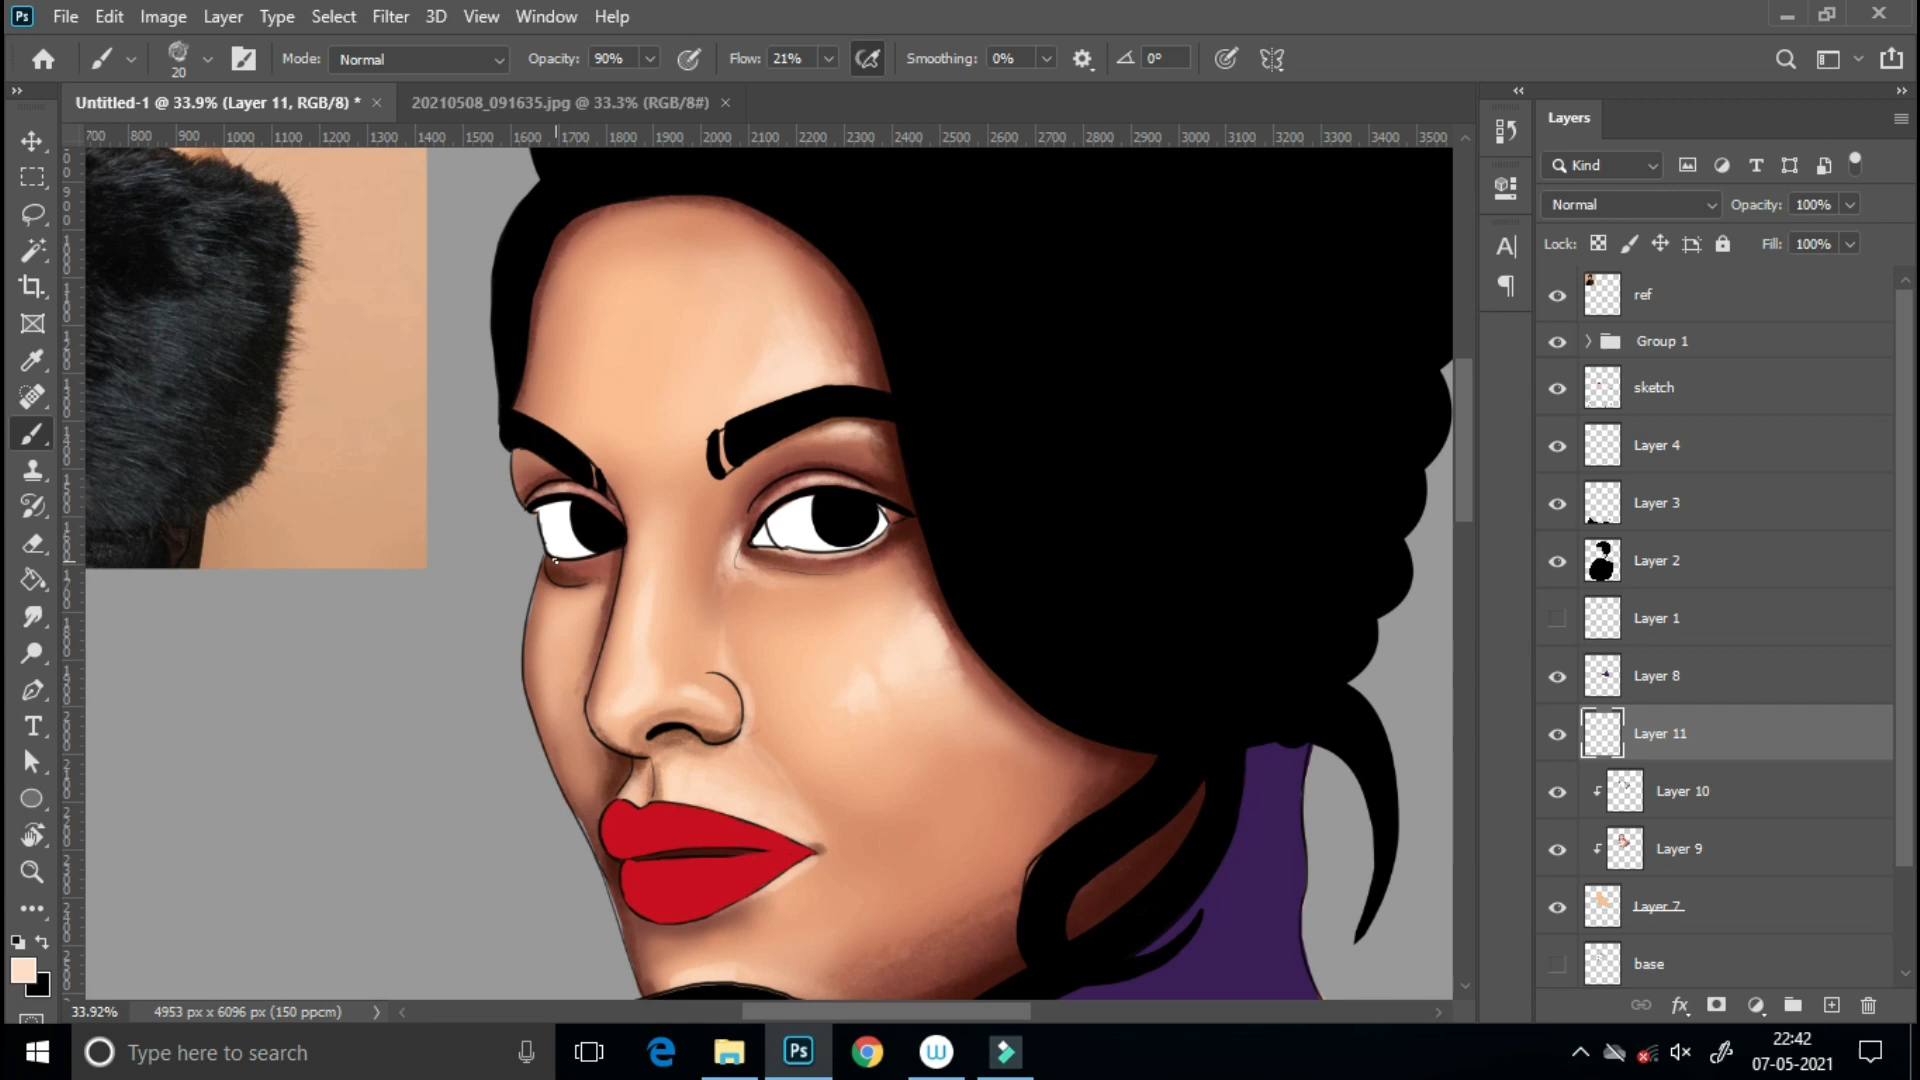 Ps File Edit Image Layer Type Select Filter 3D View Window Help
20 Mode: Normal Opacity: 90% Flow: 21% Smoothing: 0% 0°
Untitled-1 @ 33.9% (Layer 11, RGB/8) * × 20210508_091635.jpg @ 33.3% (RGB/8#) ×
700 800 900 1000 1100 1200 1300 1400 1500 1600 1700 1800 1900 2000 2100 2200 2300 2400 2500 2600 2700 2800 2900 3000 3100 3200 3300 3400 3500
Layers
Kind
Normal Opacity: 100%
Lock: Fill: 100%
ref
Group 1
sketch
Layer 4
Layer 3
Layer 2
Layer 1
Layer 8
Layer 11
Layer 10
Layer 9
Layer 7
base
33.92% 4953 px x 6096 px (150 ppcm)
Type here to search
Ps
22:42
07-05-2021